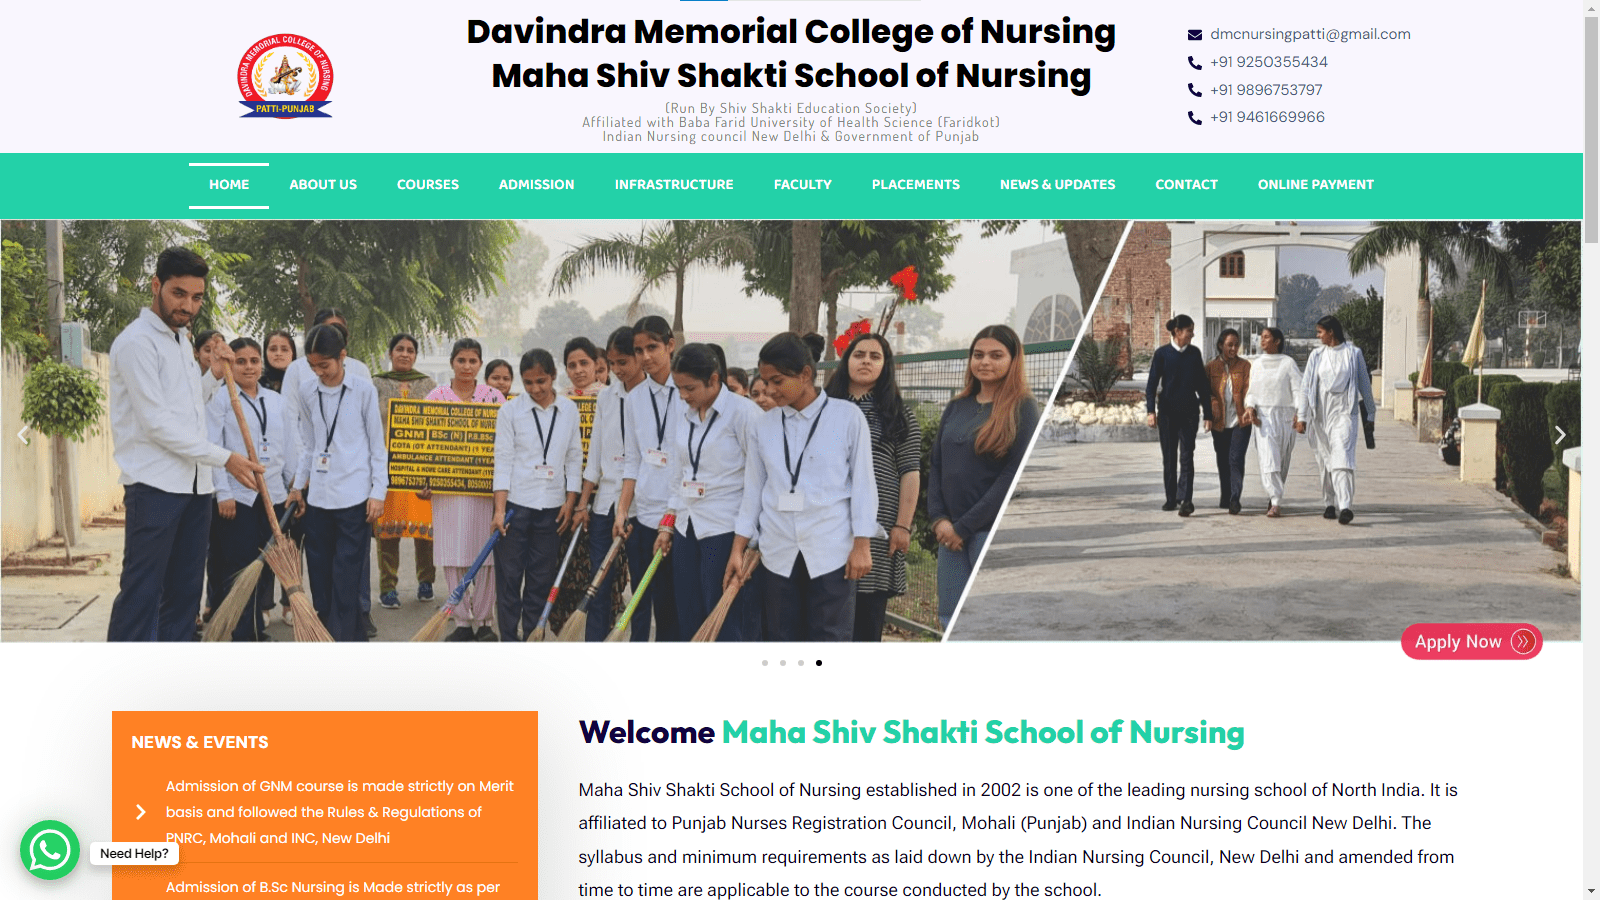 DAVINDRA MEMORIAL COLLEGE OF NURSING
PATTI-PUNJAB
Davindra Memorial College of Nursing
Maha Shiv Shakti School of Nursing
(Run By Shiv Shakti Education Society)
Affiliated with Baba Farid University of Health Science (Faridkot)
Indian Nursing council New Delhi & Government of Punjab
dmcnursingpatti@gmail.com
+91 9250355434
+91 9896753797
+91 9461669966
HOME ABOUT US COURSES ADMISSION INFRASTRUCTURE FACULTY PLACEMENTS NEWS & UPDATES CONTACT ONLINE PAYMENT
DAVINDRA MEMORIAL COLLEGE OF NURS
MAHA SHIV SHAKTI SCHOOL OF NURS
GNM BSc (N) P.B.BSc
COTA (OT ATTENDANT) (1 YEA
AMBULANCE ATTENDANT (1YEA
HOSPITAL & HOME CARE ATTENDANT (1YE
9896753797, 9250355434, 805000
Apply Now
NEWS & EVENTS
Admission of GNM course is made strictly on Merit
basis and followed the Rules & Regulations of
PNRC, Mohali and INC, New Delhi
Admission of B.Sc Nursing is Made strictly as per
Need Help?
Welcome Maha Shiv Shakti School of Nursing
Maha Shiv Shakti School of Nursing established in 2002 is one of the leading nursing school of North India. It is
affiliated to Punjab Nurses Registration Council, Mohali (Punjab) and Indian Nursing Council New Delhi. The
syllabus and minimum requirements as laid down by the Indian Nursing Council, New Delhi and amended from
time to time are applicable to the course conducted by the school.